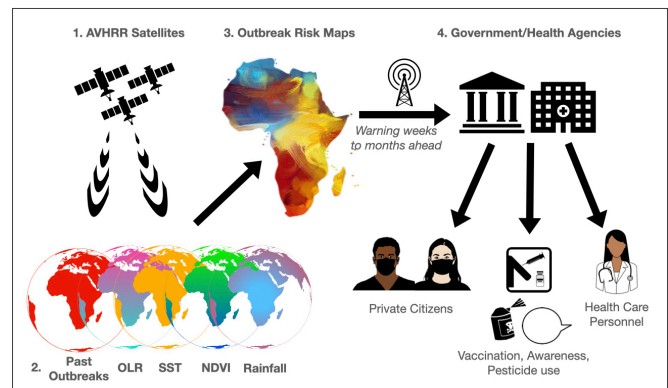 1. AVHRR Satellites
3. Outbreak Risk Maps
4. Government/Health Agencies
Warning weeks
to months ahead
Private Citizens
Health Care
Personnel
Vaccination, Awareness,
Pesticide use
2. Past
Outbreaks OLR SST NDVI Rainfall